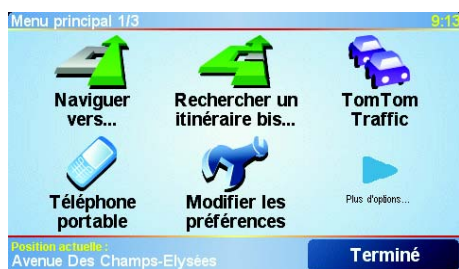 Menu principal 1/3
9:13
Naviguer
vers...
Rechercher un
itinéraire bis...
TomTom
Traffic
Téléphone
portable
Modifier les
préférences
Plus d'options...
Position actuelle :
Avenue Des Champs-Elysées
Terminé